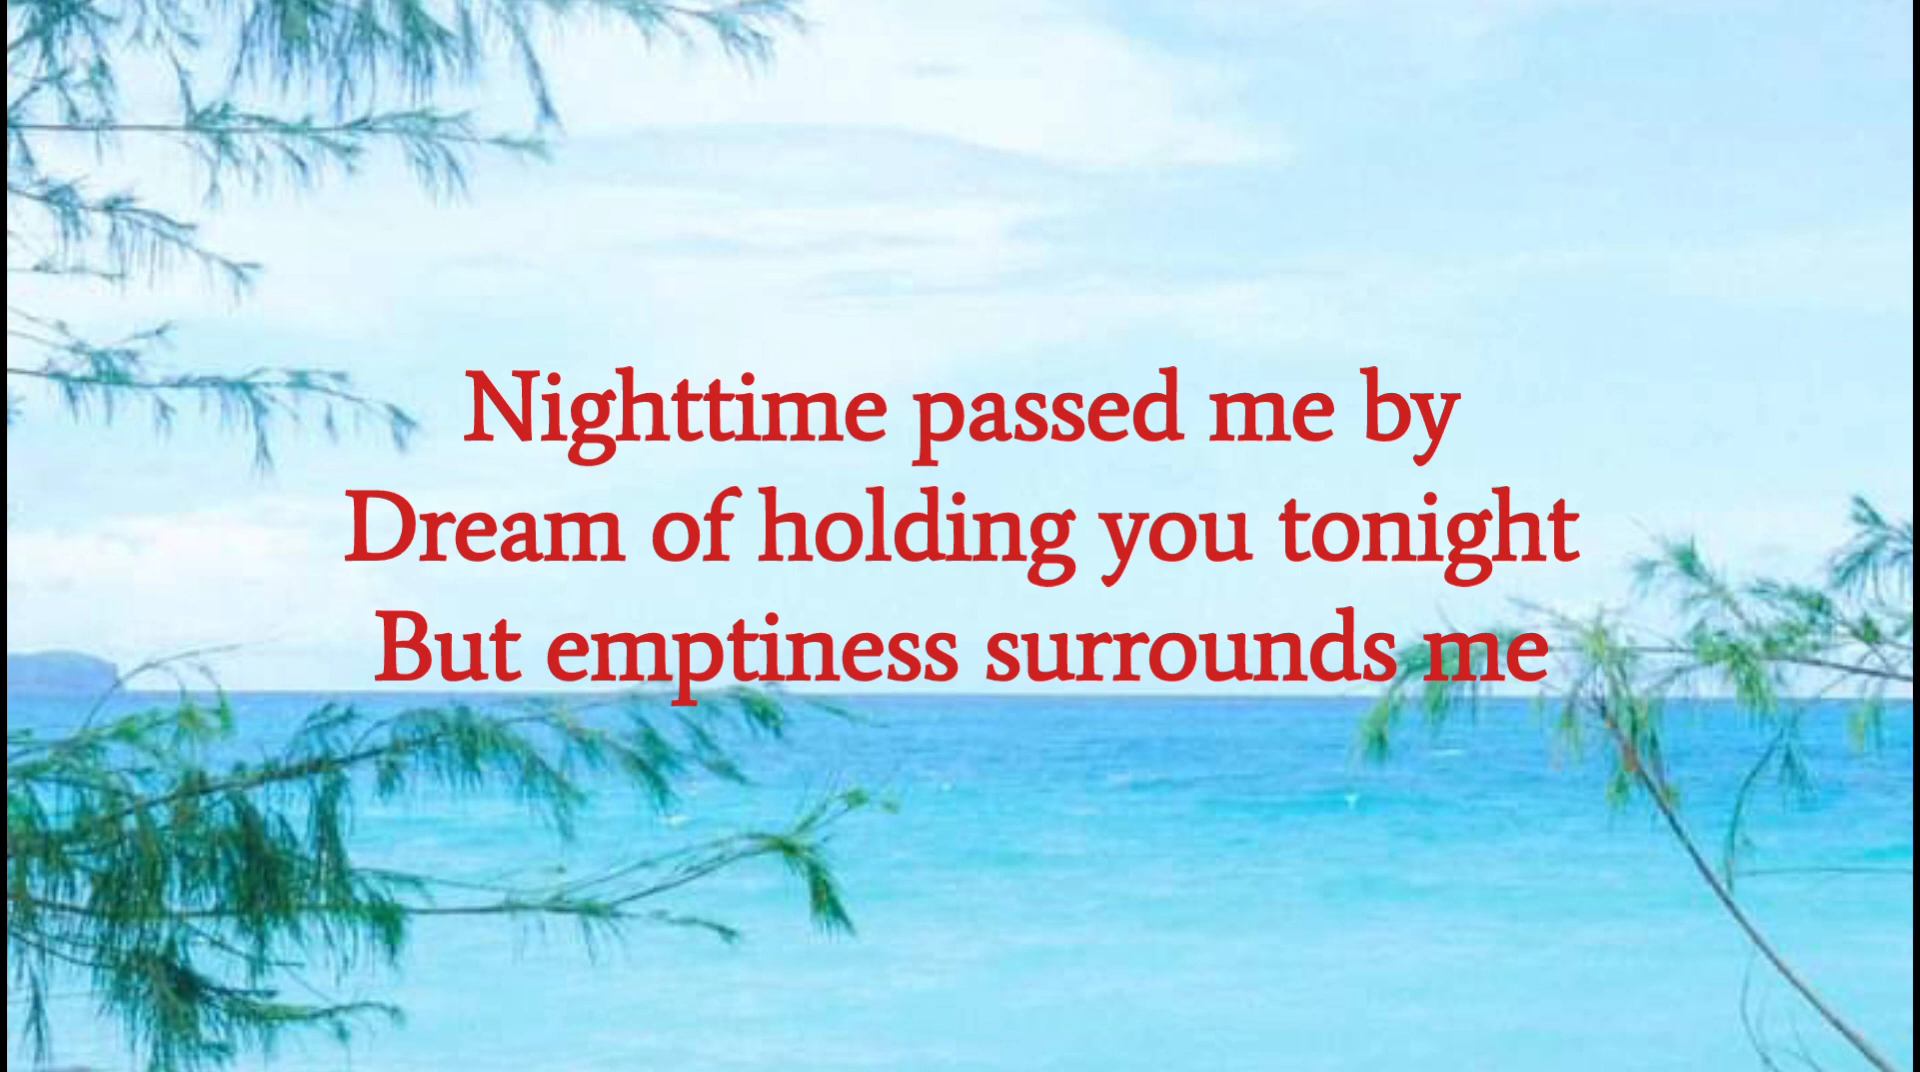 Nighttime passed me by
Dream of holding you tonight
But emptiness surrounds me